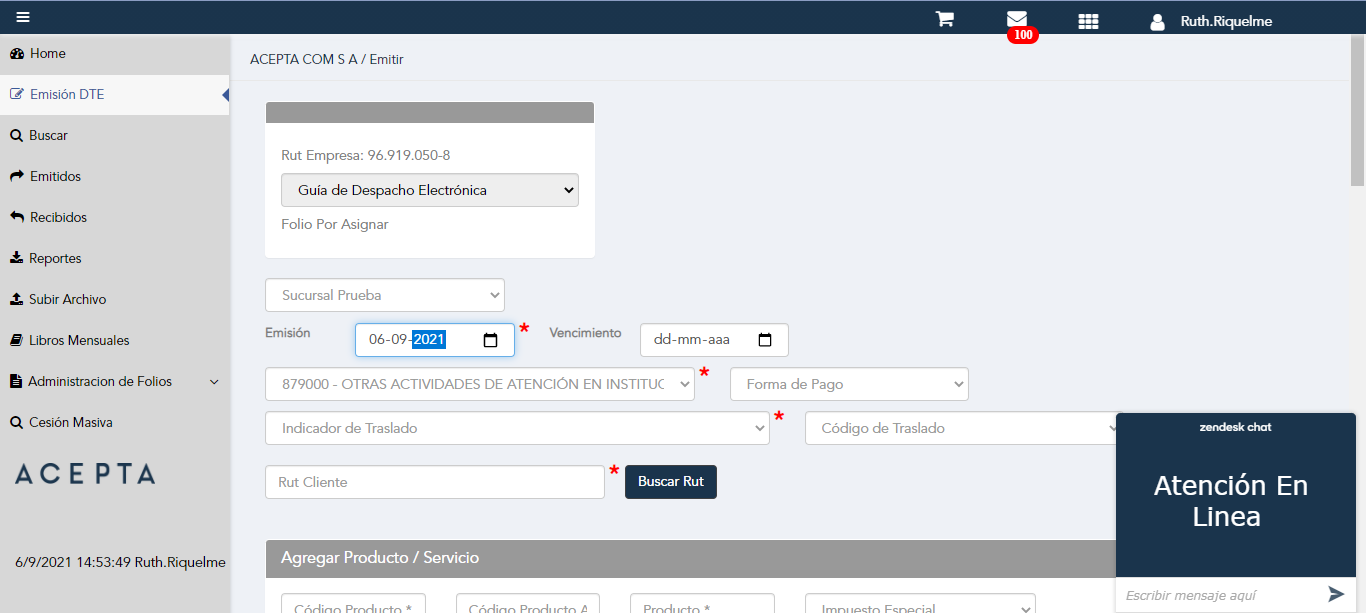 100
Ruth.Riquelme
Home
Emisión DTE
Buscar
Emitidos
Recibidos
Reportes
Subir Archivo
Libros Mensuales
Administracion de Folios
Cesión Masiva
ACEPTA
6/9/2021 14:53:49 Ruth.Riquelme
ACEPTA COM S A / Emitir
Rut Empresa: 96.919.050-8
Guía de Despacho Electrónica
Folio Por Asignar
Sucursal Prueba
Emisión 06-09-2021 * Vencimiento dd-mm-aaa
879000 - OTRAS ACTIVIDADES DE ATENCIÓN EN INSTITUC * Forma de Pago
Indicador de Traslado * Código de Traslado
Rut Cliente * Buscar Rut
Agregar Producto / Servicio
Código Producto * Código Producto A Producto * Impuesto Especial
zendesk chat
Atención En
Linea
Escribir mensaje aquí